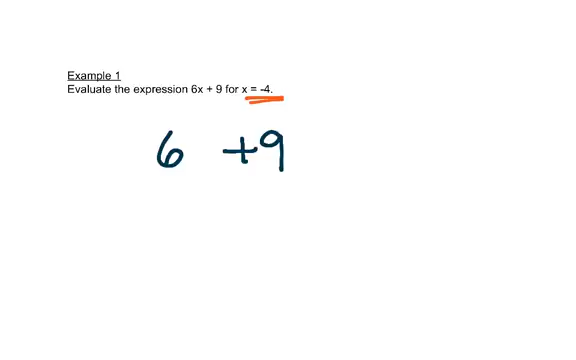 Example 1
Evaluate the expression 6x + 9 for x = -4.
6 +9